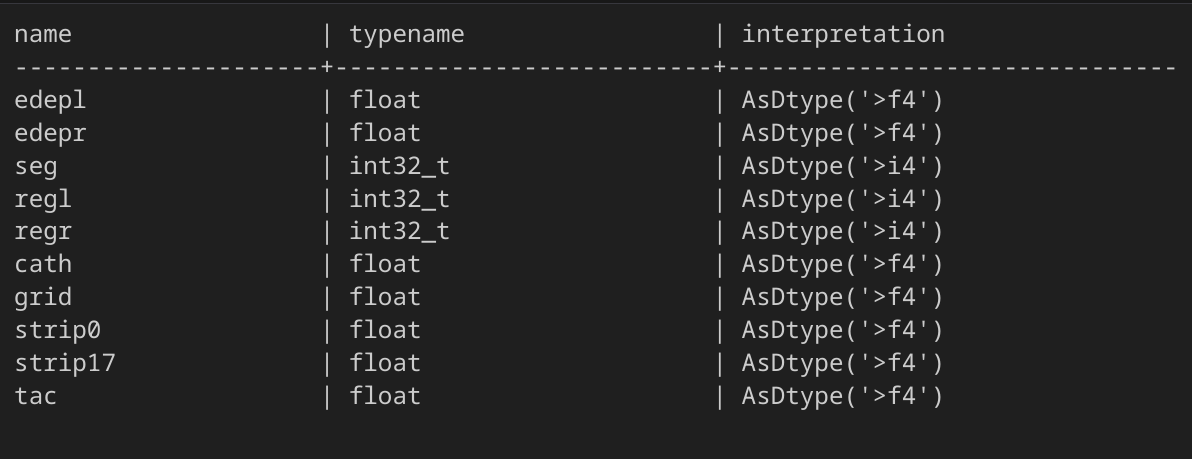 name                 | typename                 | interpretation
---------------------+--------------------------+-------------------------------
edepl                | float                    | AsDtype('>f4')
edepr                | float                    | AsDtype('>f4')
seg                  | int32_t                  | AsDtype('>i4')
regl                 | int32_t                  | AsDtype('>i4')
regr                 | int32_t                  | AsDtype('>i4')
cath                 | float                    | AsDtype('>f4')
grid                 | float                    | AsDtype('>f4')
strip0               | float                    | AsDtype('>f4')
strip17              | float                    | AsDtype('>f4')
tac                  | float                    | AsDtype('>f4')